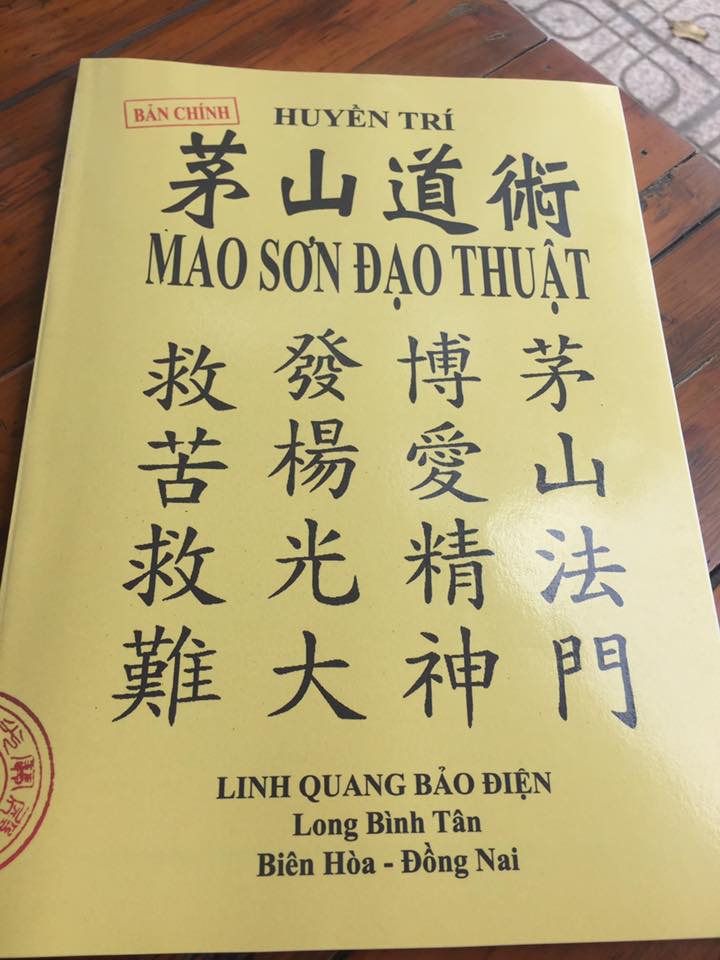 BẢN CHÍNH
HUYỀN TRÍ
茅山道術
MAO SƠN ĐẠO THUẬT
茅山法門
博愛精神
發楊光大
救苦救難
LINH QUANG BẢO ĐIỆN
Long Bình Tân
Biên Hòa - Đồng Nai